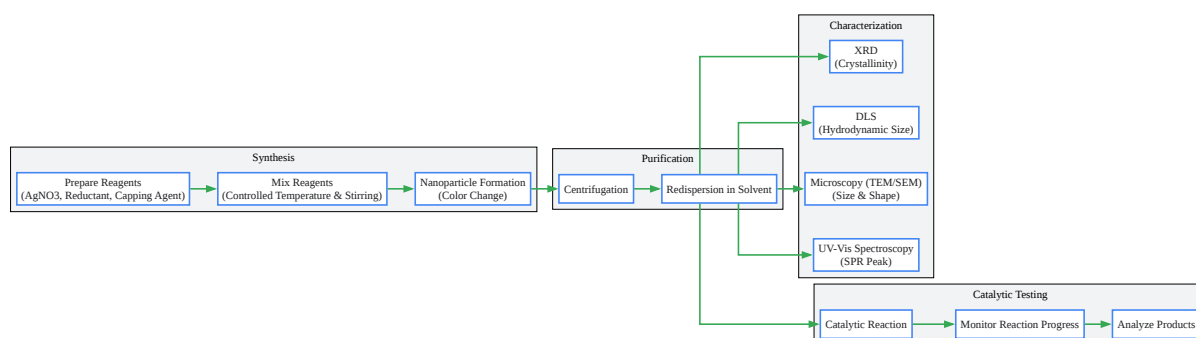 Synthesis
Prepare Reagents
(AgNO3, Reductant, Capping Agent)
Mix Reagents
(Controlled Temperature & Stirring)
Nanoparticle Formation
(Color Change)
Purification
Centrifugation
Redispersion in Solvent
Characterization
XRD
(Crystallinity)
DLS
(Hydrodynamic Size)
Microscopy (TEM/SEM)
(Size & Shape)
UV-Vis Spectroscopy
(SPR Peak)
Catalytic Testing
Catalytic Reaction
Monitor Reaction Progress
Analyze Products